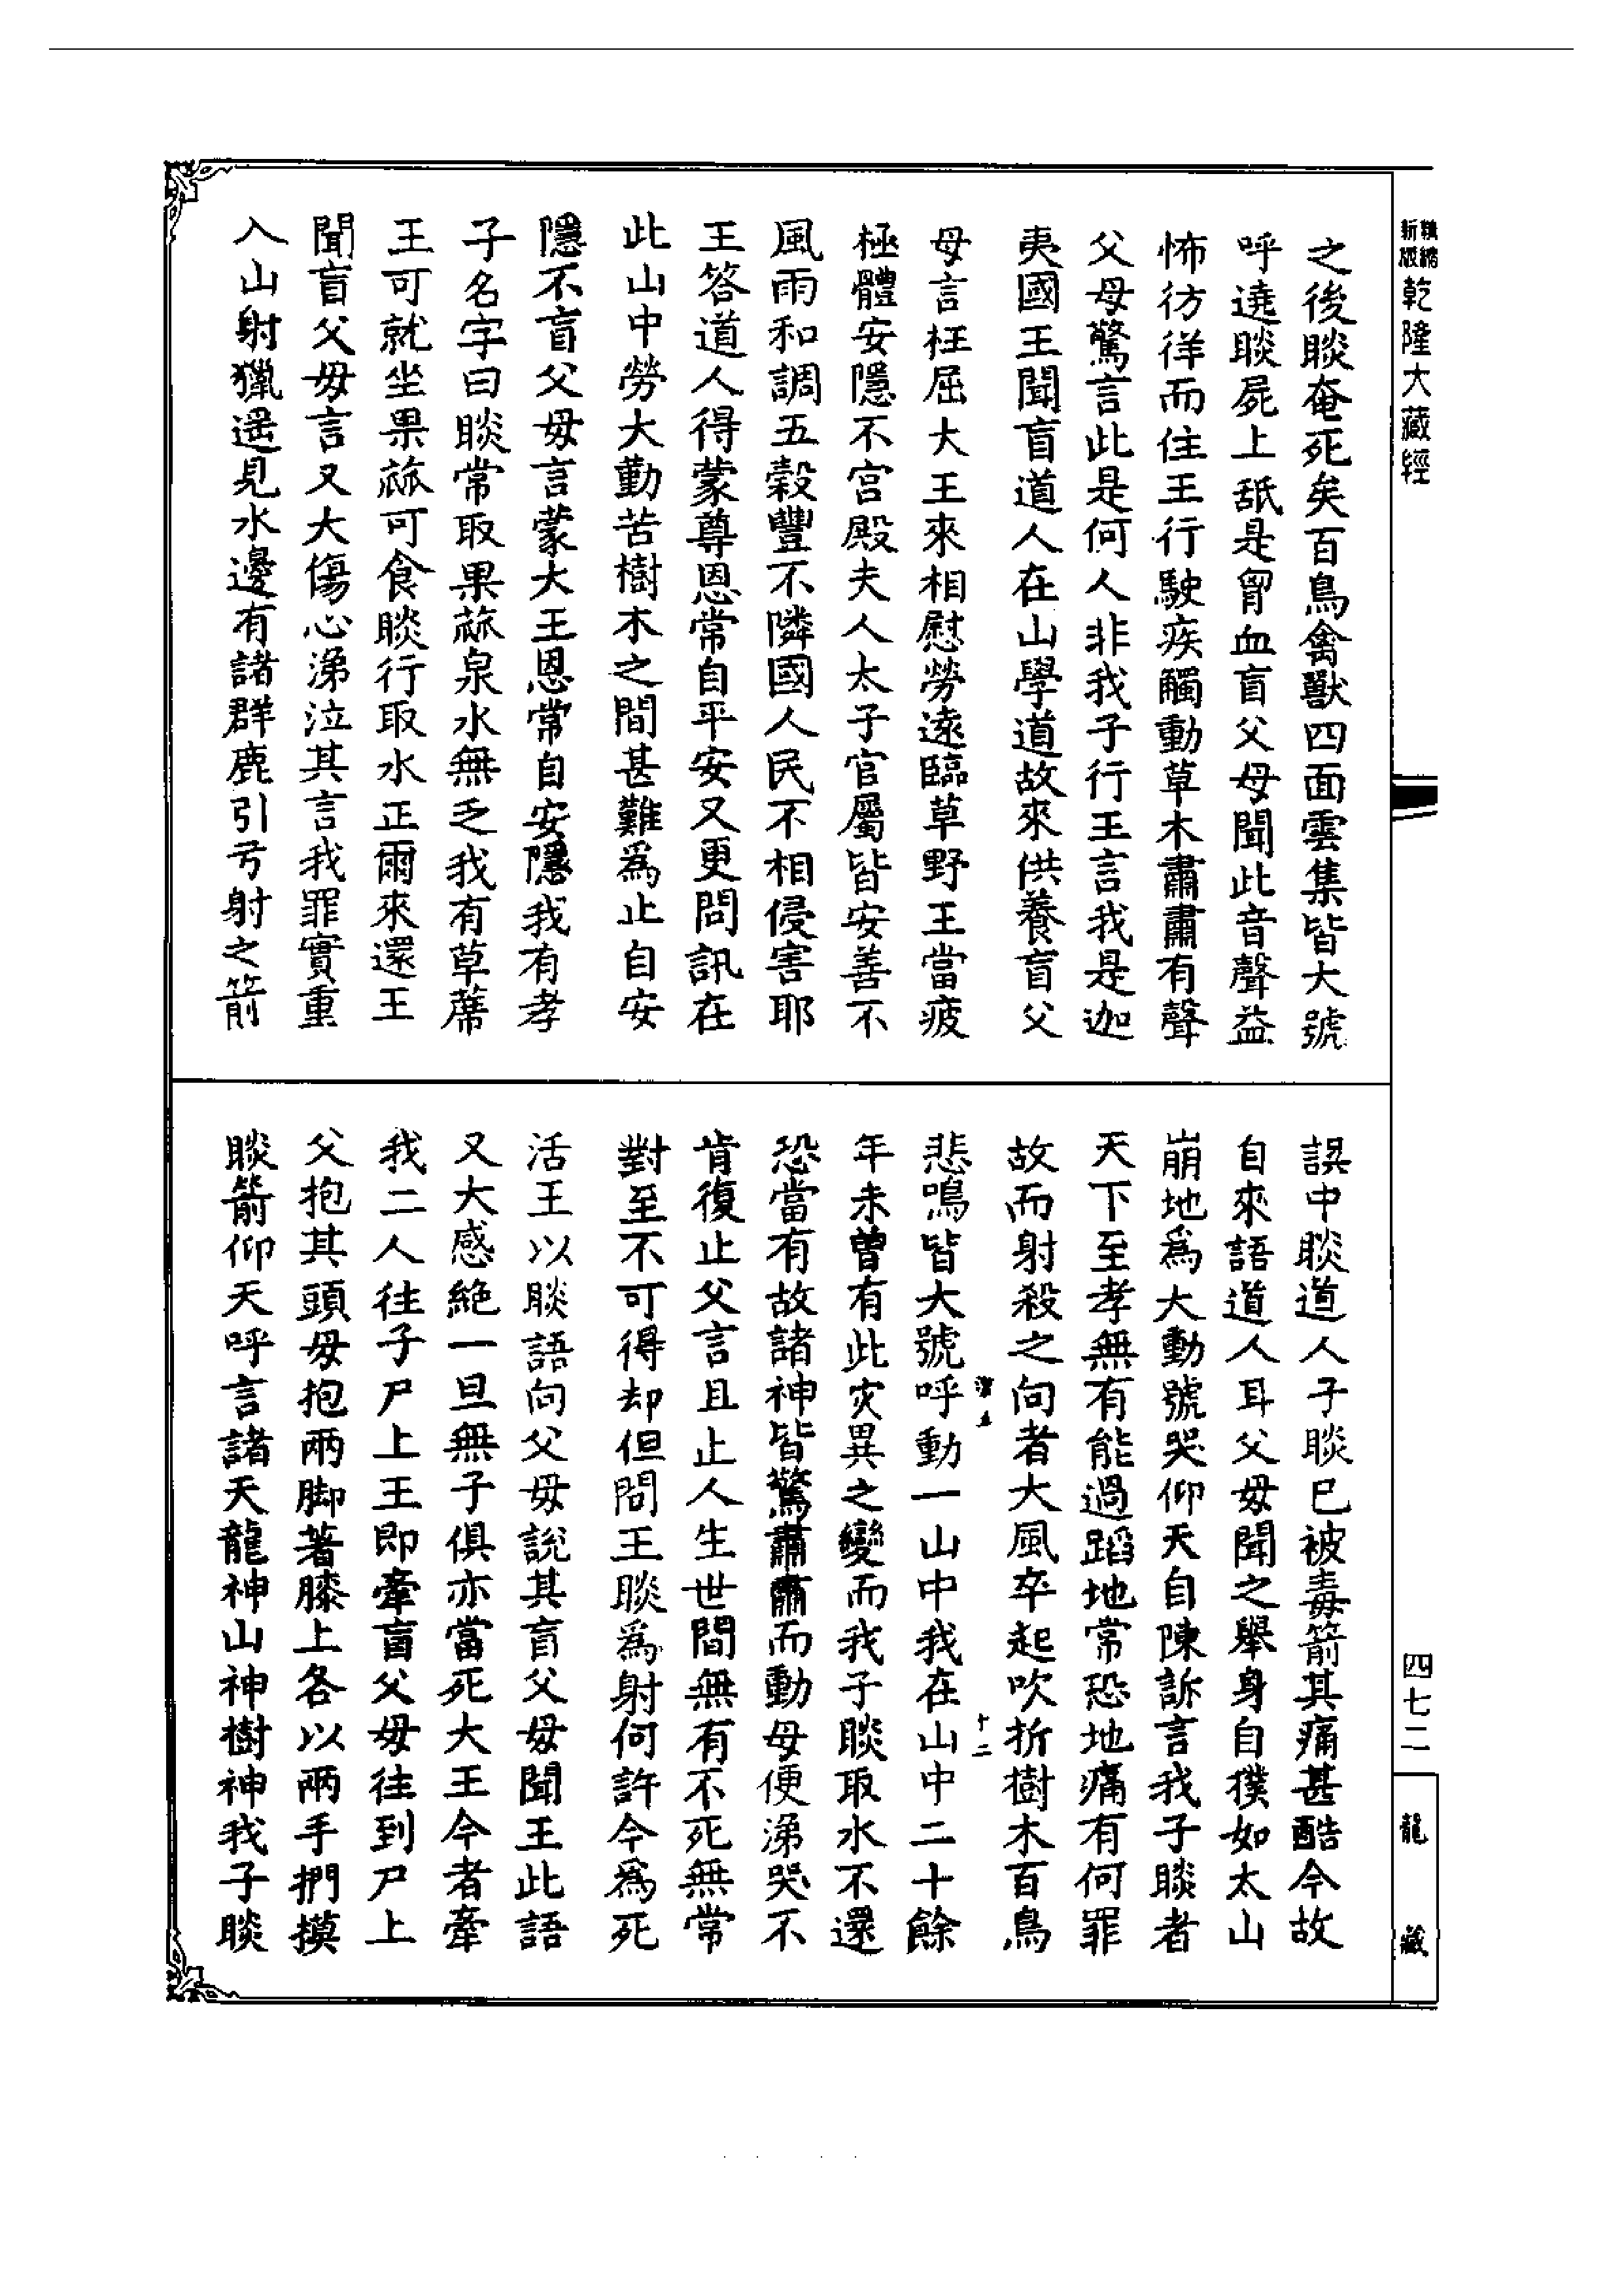 新版
乾隆大藏經
之後睒奄死矣百鳥禽獸四面雲集皆大號
呼遶睒屍上舐是胷血盲父母聞此音聲益
怖彷徉而住王行駛疾觸動草木肅肅有聲
父母驚言此是何人非我子行王言我是迦
夷國王聞盲道人在山學道故來供養盲父
母言枉屈大王來相慰勞遠臨草野王當疲
極體安隱不宮殿夫人太子官屬皆安善不
風雨和調五穀豐不隣國人民不相侵害耶
王答道人得蒙尊恩常自平安又更問訊在
此山中勞大勤苦樹木之間甚難為止自安
隱不盲父母言蒙大王恩常自安隱我有孝
子名字曰睒常取果蓏泉水無乏我有草蓆
王可就坐果蓏可食睒行取水正爾來還王
聞盲父母言又大傷心涕泣其言我罪實重
入山射獵遥見水邊有諸群鹿引弓射之箭
誤中睒道人子睒已被毒箭其痛甚酷今故
自來語道人耳父母聞之舉身自撲如太山
崩地為大動號哭仰天自陳訴言我子睒者
天下至孝無有能過蹈地常恐地痛有何罪
故而射殺之向者大風卒起吹折樹木百鳥
悲鳴皆大號呼動一山中我在山中二十餘
年未曾有此灾異之變而我子睒取水不還
恐當有故諸神皆驚肅肅而動母便涕哭不
肯復止父言且止人生世間無有不死無常
對至不可得却但問王睒為射何許今為死
活王以睒語向父母說其盲父母聞王此語
又大感絶一旦無子俱亦當死大王今者牽
我二人往子尸上王即牽盲父母往到尸上
父抱其頭母抱兩脚著膝上各以兩手捫摸
睒箭仰天呼言諸天龍神山神樹神我子睒
十二
四七二
龍藏